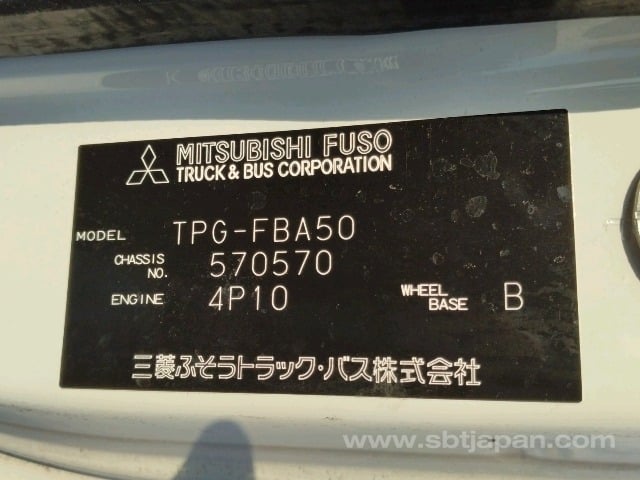 MITSUBISHI FUSO
TRUCK & BUS CORPORATION
MODEL TPG-FBA50
CHASSIS NO. 570570
ENGINE 4P10 WHEEL BASE B
三菱ふそうトラック・バス株式会社
www.sbtjapan.com